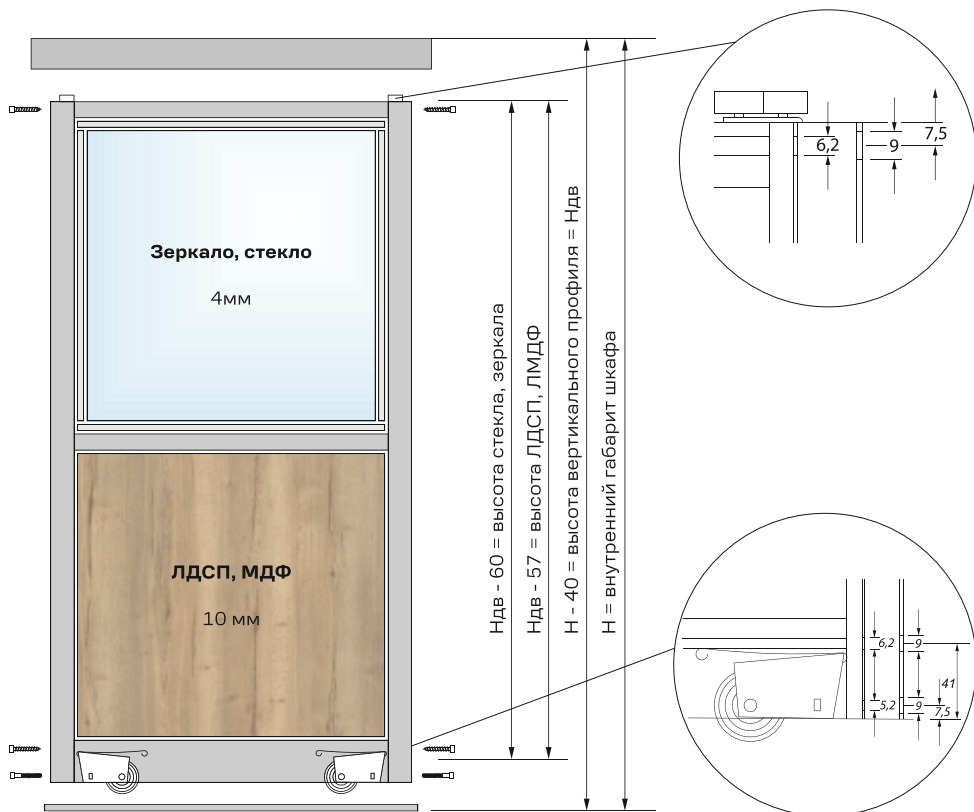 Зеркало, стекло
4мм
ЛДСП, МДФ
10 мм
Hдв - 60 = высота стекла, зеркала
Hдв - 57 = высота ЛДСП, ЛМДФ
H - 40 = высота вертикального профиля = Hдв
H = внутренний габарит шкафа
6,2
9
7,5
6,2
9
41
5,2
9
7,5